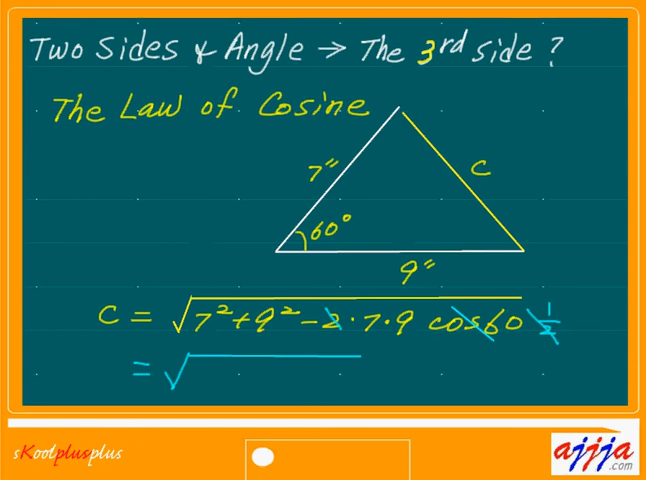 Two Sides & Angle → The 3rd side?
The Law of Cosine
7"
C
60°
9"
C = √7²+9²-2·7·9 cos60 1/2
= √
sKoolplusplus
ajjja
.com